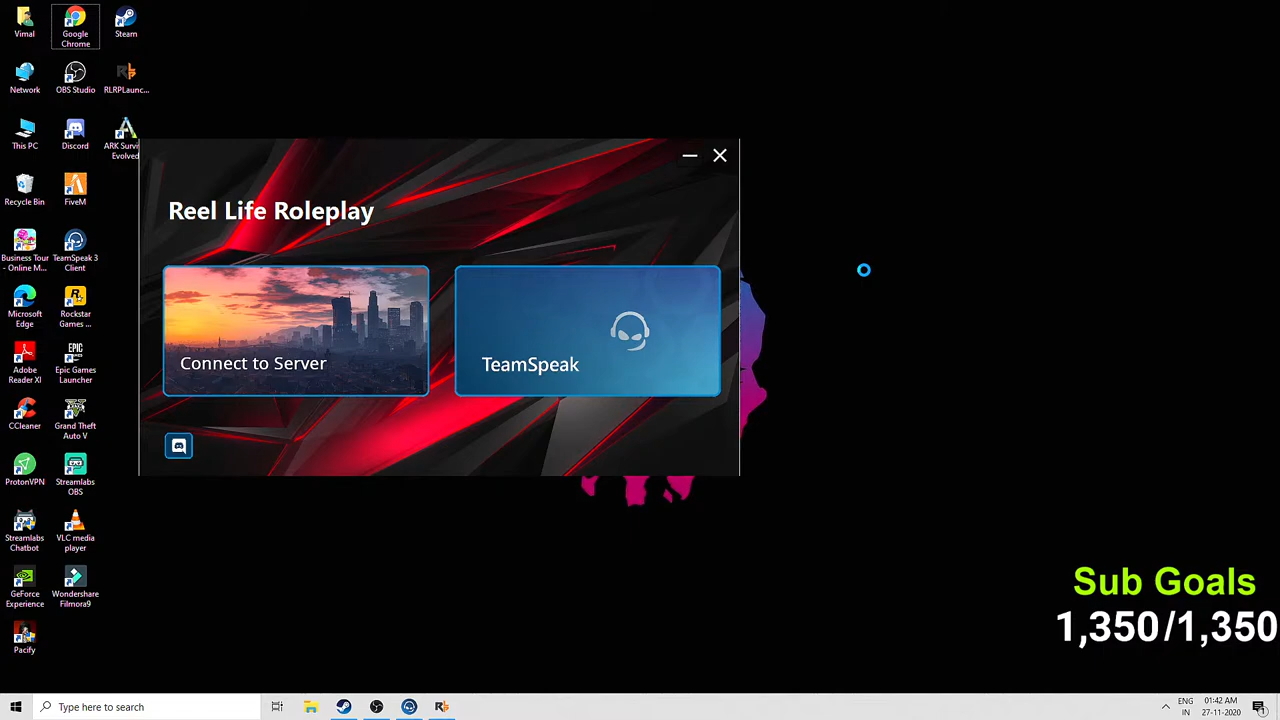 Vimal
Google
Chrome
Steam
Network
OBS Studio
RLRPLaunc...
This PC
Discord
ARK Survi
Evolved
Recycle Bin
FiveM
Business Tour
- Online M...
TeamSpeak 3
Client
Microsoft
Edge
Rockstar
Games ...
Adobe
Reader XI
Epic Games
Launcher
CCleaner
Grand Theft
Auto V
ProtonVPN
Streamlabs
OBS
Streamlabs
Chatbot
VLC media
player
GeForce
Experience
Wondershare
Filmora9
Pacify
Reel Life Roleplay
Connect to Server
TeamSpeak
Sub Goals
1,350/1,350
Type here to search
ENG
IN
01:42 AM
27-11-2020
1